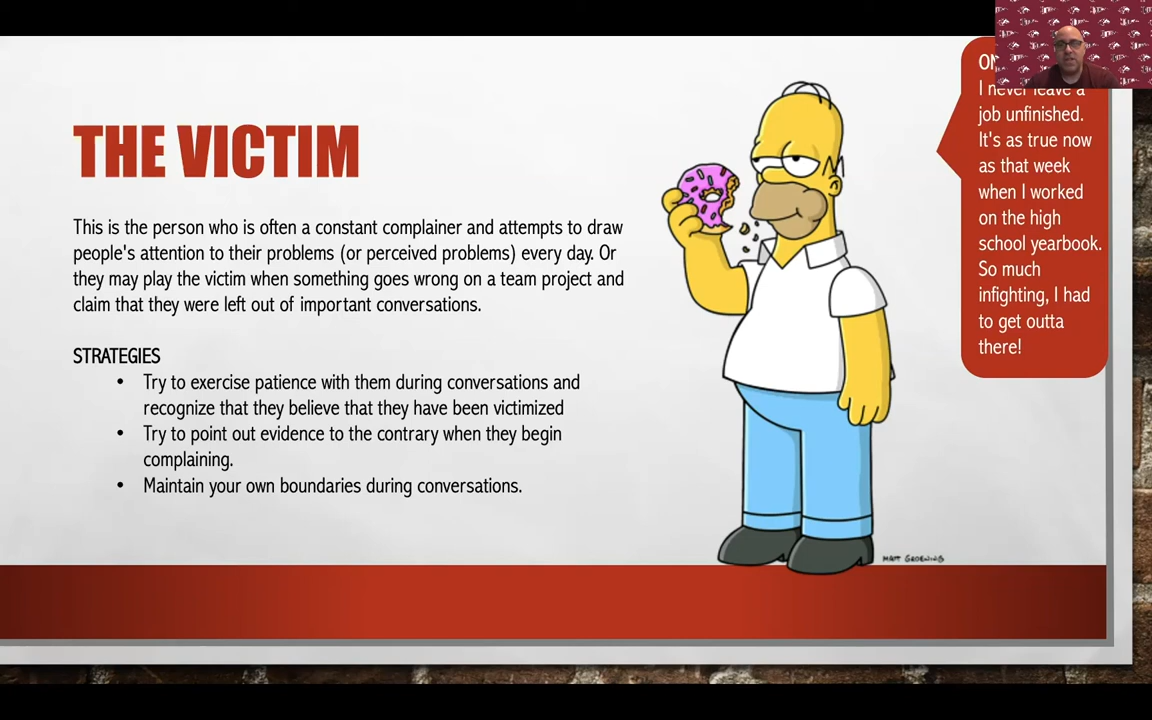 THE VICTIM
This is the person who is often a constant complainer and attempts to draw
people's attention to their problems (or perceived problems) every day. Or
they may play the victim when something goes wrong on a team project and
claim that they were left out of important conversations.
STRATEGIES
• Try to exercise patience with them during conversations and
recognize that they believe that they have been victimized
• Try to point out evidence to the contrary when they begin
complaining.
• Maintain your own boundaries during conversations.
I never leave a
job unfinished.
It's as true now
as that week
when I worked
on the high
school yearbook.
So much
infighting, I had
to get outta
there!
MATT GROENING